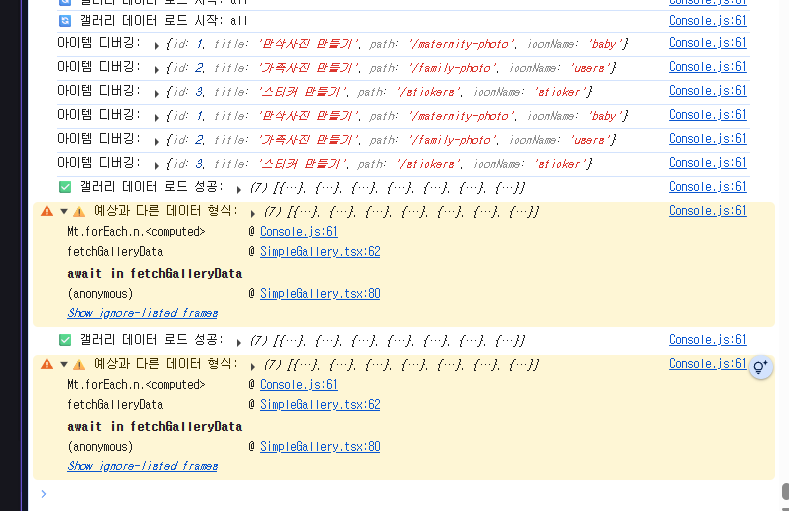 갤러리 데이터 로드 시작: all Console.js:61
갤러리 데이터 로드 시작: all Console.js:61
아이템 디버깅: {id: 1, title: '만삭사진 만들기', path: '/maternity-photo', iconName: 'baby'} Console.js:61
아이템 디버깅: {id: 2, title: '가족사진 만들기', path: '/family-photo', iconName: 'users'} Console.js:61
아이템 디버깅: {id: 3, title: '스티커 만들기', path: '/stickers', iconName: 'sticker'} Console.js:61
아이템 디버깅: {id: 1, title: '만삭사진 만들기', path: '/maternity-photo', iconName: 'baby'} Console.js:61
아이템 디버깅: {id: 2, title: '가족사진 만들기', path: '/family-photo', iconName: 'users'} Console.js:61
아이템 디버깅: {id: 3, title: '스티커 만들기', path: '/stickers', iconName: 'sticker'} Console.js:61
✅ 갤러리 데이터 로드 성공: (7) [{…}, {…}, {…}, {…}, {…}, {…}, {…}] Console.js:61
⚠️ 예상과 다른 데이터 형식: (7) [{…}, {…}, {…}, {…}, {…}, {…}, {…}] Console.js:61
Mt.forEach.n.<computed> @ Console.js:61
fetchGalleryData @ SimpleGallery.tsx:62
await in fetchGalleryData
(anonymous) @ SimpleGallery.tsx:80
Show ignore-listed frames
✅ 갤러리 데이터 로드 성공: (7) [{…}, {…}, {…}, {…}, {…}, {…}, {…}] Console.js:61
⚠️ 예상과 다른 데이터 형식: (7) [{…}, {…}, {…}, {…}, {…}, {…}, {…}] Console.js:61
Mt.forEach.n.<computed> @ Console.js:61
fetchGalleryData @ SimpleGallery.tsx:62
await in fetchGalleryData
(anonymous) @ SimpleGallery.tsx:80
Show ignore-listed frames